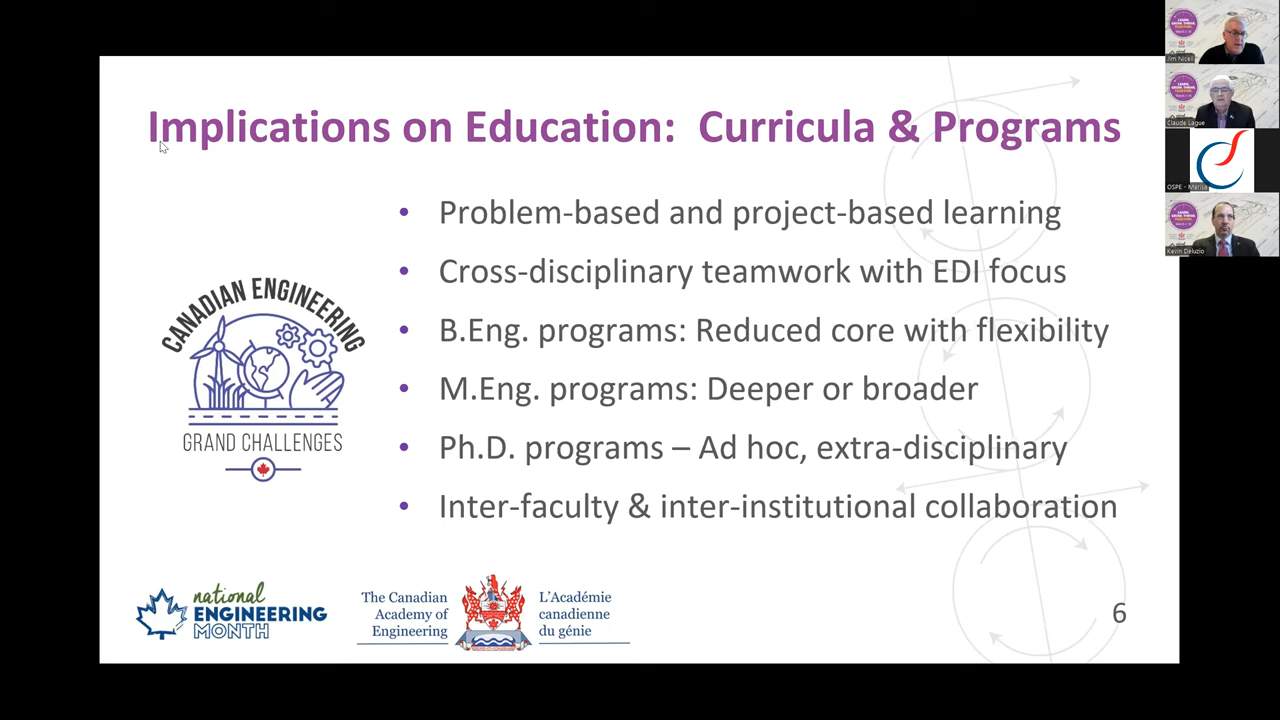 Implications on Education: Curricula & Programs
• Problem-based and project-based learning
• Cross-disciplinary teamwork with EDI focus
• B.Eng. programs: Reduced core with flexibility
• M.Eng. programs: Deeper or broader
• Ph.D. programs – Ad hoc, extra-disciplinary
• Inter-faculty & inter-institutional collaboration
CANADIAN ENGINEERING
GRAND CHALLENGES
national
ENGINEERING
MONTH
The Canadian
Academy of
Engineering
L'Académie
canadienne
du génie
6
Jim Nicell
Claude Lague
OSPE - Marisa
Kevin Deluzio